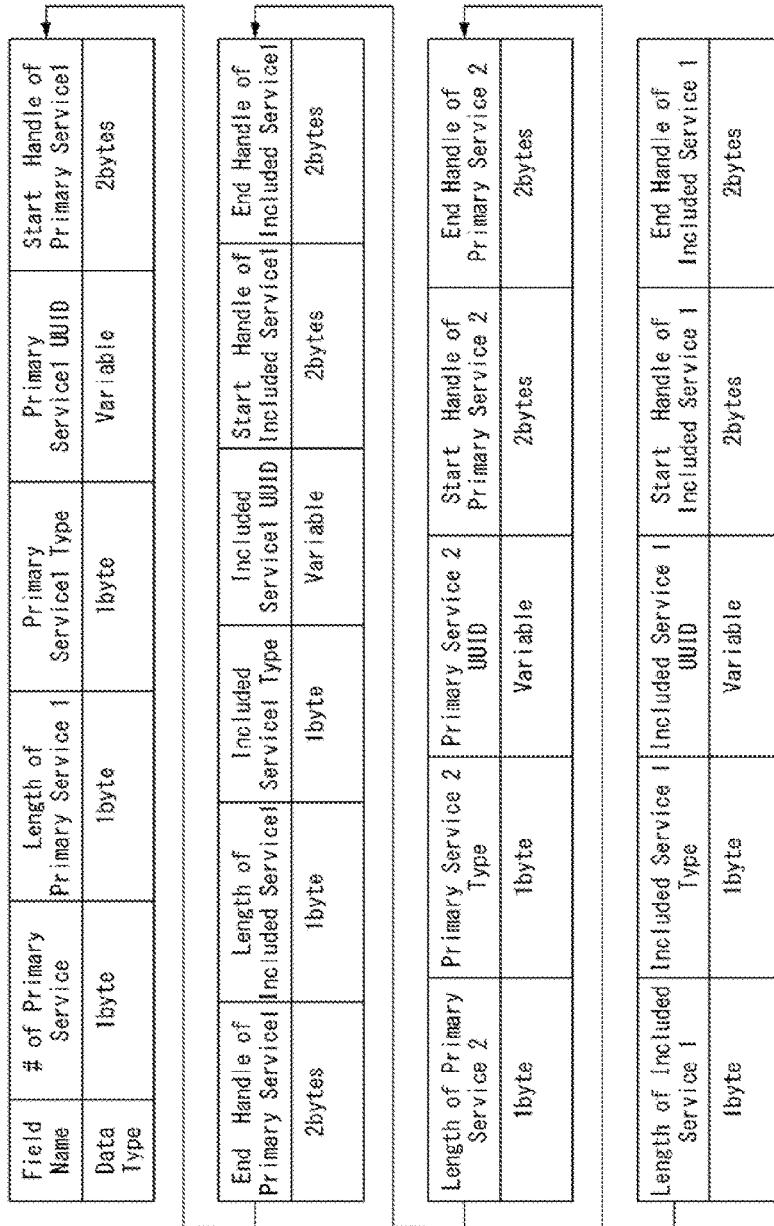 Field Name
# of Primary Service
Length of Primary Service 1
Primary Service1 Type
Primary Service1 UUID
Start Handle of Primary Service1
Data Type
1byte
1byte
1byte
Variable
2bytes
End Handle of Primary Service1
Length of Included Service1
Included Service1 Type
Included Service1 UUID
Start Handle of Included Service1
End Handle of Included Service1
2bytes
1byte
1byte
Variable
2bytes
2bytes
Length of Primary Service 2
Primary Service 2 Type
Primary Service 2 UUID
Start Handle of Primary Service 2
End Handle of Primary Service 2
1byte
1byte
Variable
2bytes
2bytes
Length of Included Service 1
Included Service 1 Type
Included Service 1 UUID
Start Handle of Included Service 1
End Handle of Included Service 1
1byte
1byte
Variable
2bytes
2bytes